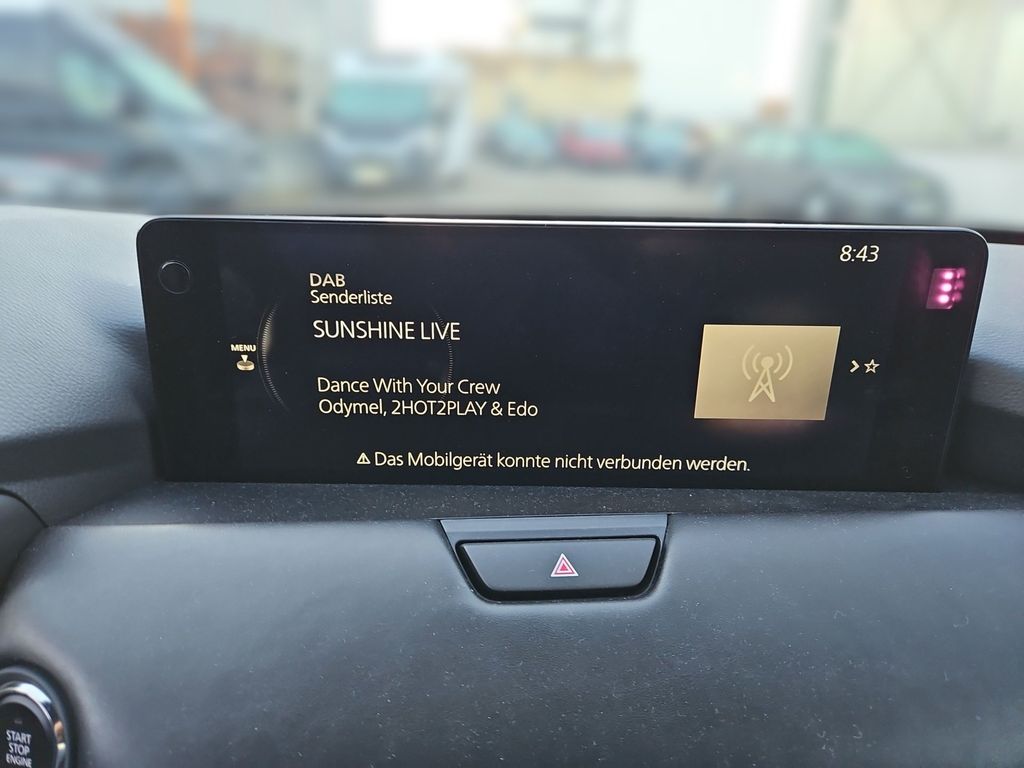 8:43
DAB
Senderliste
SUNSHINE LIVE
MENU
Dance With Your Crew
Odymel, 2HOT2PLAY & Edo
Das Mobilgerät konnte nicht verbunden werden.
START
STOP
ENGINE